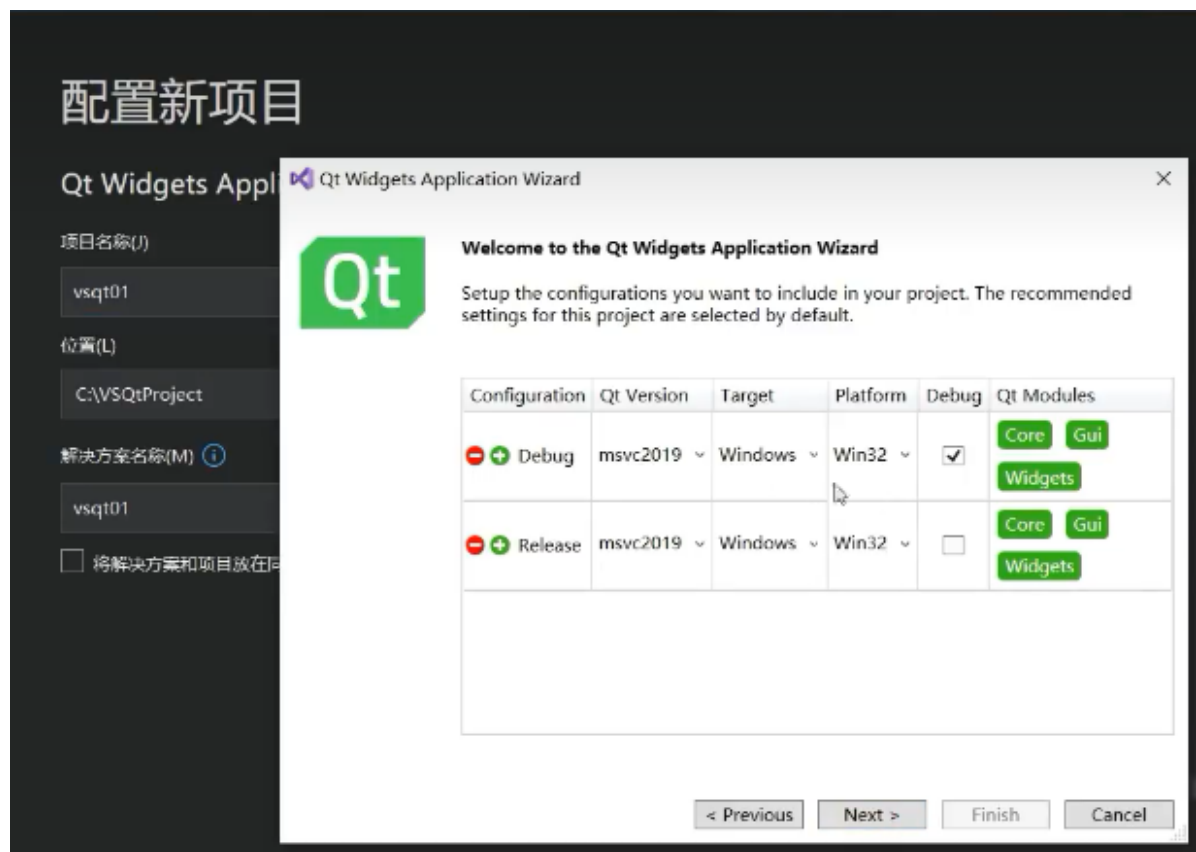 配置新项目
Qt Widgets Appli
项目名称(J)
vsqt01
位置(L)
C:\VSQtProject
解决方案名称(M)
vsqt01
将解决方案和项目放在同
Qt Widgets Application Wizard
Qt
Welcome to the Qt Widgets Application Wizard
Setup the configurations you want to include in your project. The recommended
settings for this project are selected by default.
Configuration Qt Version Target Platform Debug Qt Modules
Debug msvc2019 Windows Win32 Core Gui
Widgets
Release msvc2019 Windows Win32 Core Gui
Widgets
< Previous Next > Finish Cancel